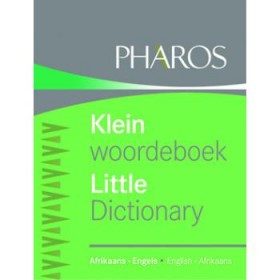 PHAROS
Klein
woordeboek
Little
Dictionary
Afrikaans - Engels • English - Afrikaans